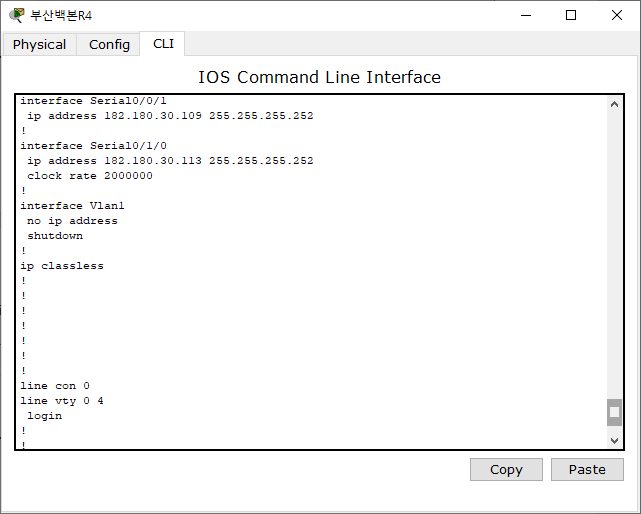 부산백본R4
Physical Config CLI
IOS Command Line Interface
interface Serial0/0/1
ip address 182.180.30.109 255.255.255.252
!
interface Serial0/1/0
ip address 182.180.30.113 255.255.255.252
clock rate 2000000
!
interface Vlan1
no ip address
shutdown
!
ip classless
!
!
!
!
!
!
!
line con 0
line vty 0 4
login
!
!
Copy Paste